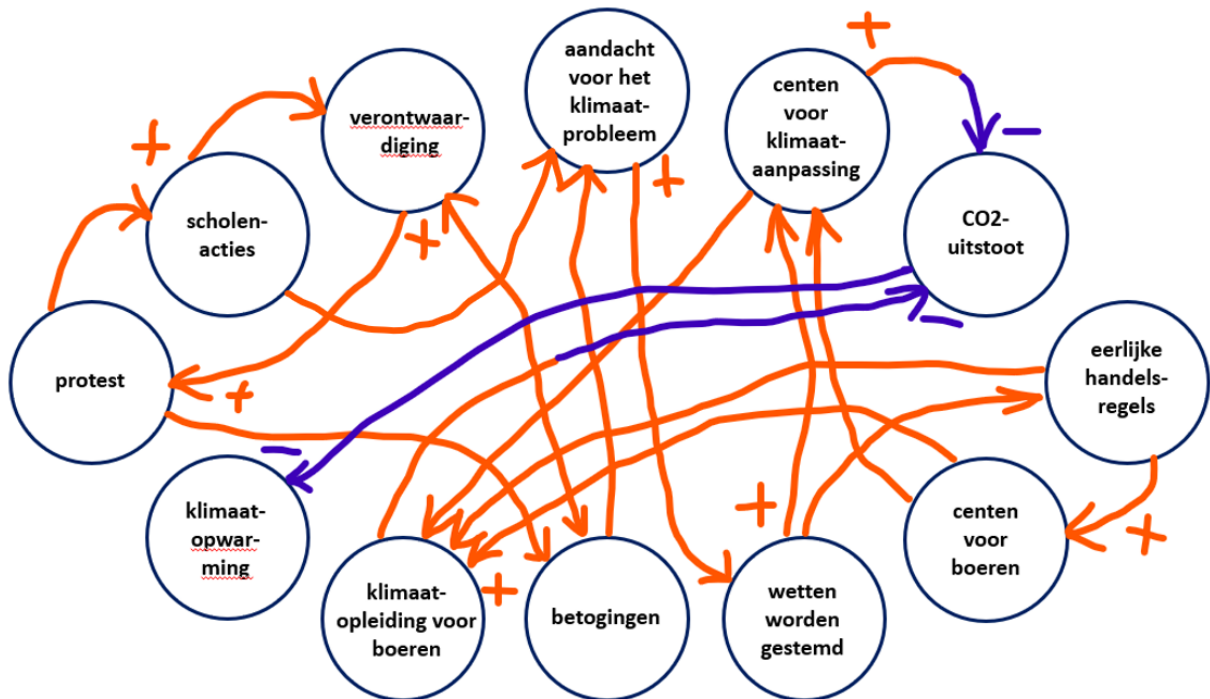 aandacht
voor het
klimaat-
probleem
centen
voor
klimaat-
aanpassing
verontwaar-
diging
scholen-
acties
CO2-
uitstoot
protest
eerlijke
handels-
regels
klimaat-
opwar-
ming
klimaat-
opleiding voor
boeren
betogingen
wetten
worden
gestemd
centen
voor
boeren
+
+
+
+
+
+
+
+
-
-
-